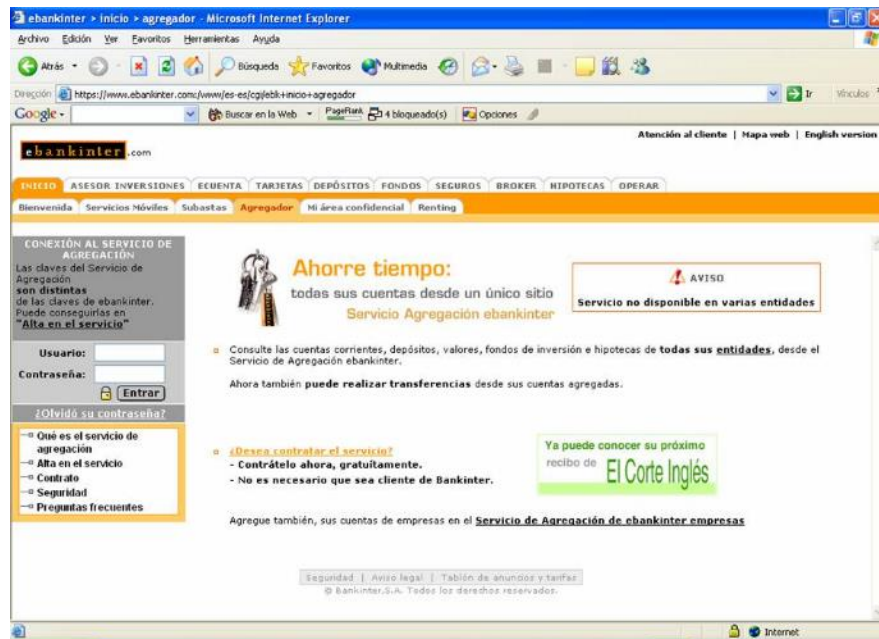 ebankinter > inicio > agregador - Microsoft Internet Explorer
Archivo Edición Ver Favoritos Herramientas Ayuda
Atrás Búsqueda Favoritos Multimedia
Dirección https://www.ebankinter.com/www/es-es/cgi/ebk+inicio+agregador Ir Vínculos
Google Buscar en la Web PageRank 4 bloqueado(s) Opciones
Atención al cliente | Mapa web | English version
ebankinter.com
INICIO ASESOR INVERSIONES ECUENTA TARJETAS DEPÓSITOS FONDOS SEGUROS BROKER HIPOTECAS OPERAR
Bienvenida Servicios Móviles Subastas Agregador Mi área confidencial Renting
CONEXIÓN AL SERVICIO DE
AGREGACIÓN
Las claves del Servicio de
Agregación
son distintas
de las claves de ebankinter.
Puede conseguirlas en
"Alta en el servicio"
Usuario:
Contraseña:
Entrar
¿Olvidó su contraseña?
Qué es el servicio de
agregación
Alta en el servicio
Contrato
Seguridad
Preguntas frecuentes
Ahorre tiempo:
todas sus cuentas desde un único sitio
Servicio Agregación ebankinter
AVISO
Servicio no disponible en varias entidades
Consulte las cuentas corrientes, depósitos, valores, fondos de inversión e hipotecas de todas sus entidades, desde el
Servicio de Agregación ebankinter.
Ahora también puede realizar transferencias desde sus cuentas agregadas.
¿Desea contratar el servicio?
- Contrátelo ahora, gratuítamente.
- No es necesario que sea cliente de Bankinter.
Ya puede conocer su próximo
recibo de El Corte Inglés
Agregue también, sus cuentas de empresas en el Servicio de Agregación de ebankinter empresas
Seguridad | Aviso legal | Tablón de anuncios y tarifas
© Bankinter,S.A. Todos los derechos reservados.
Internet